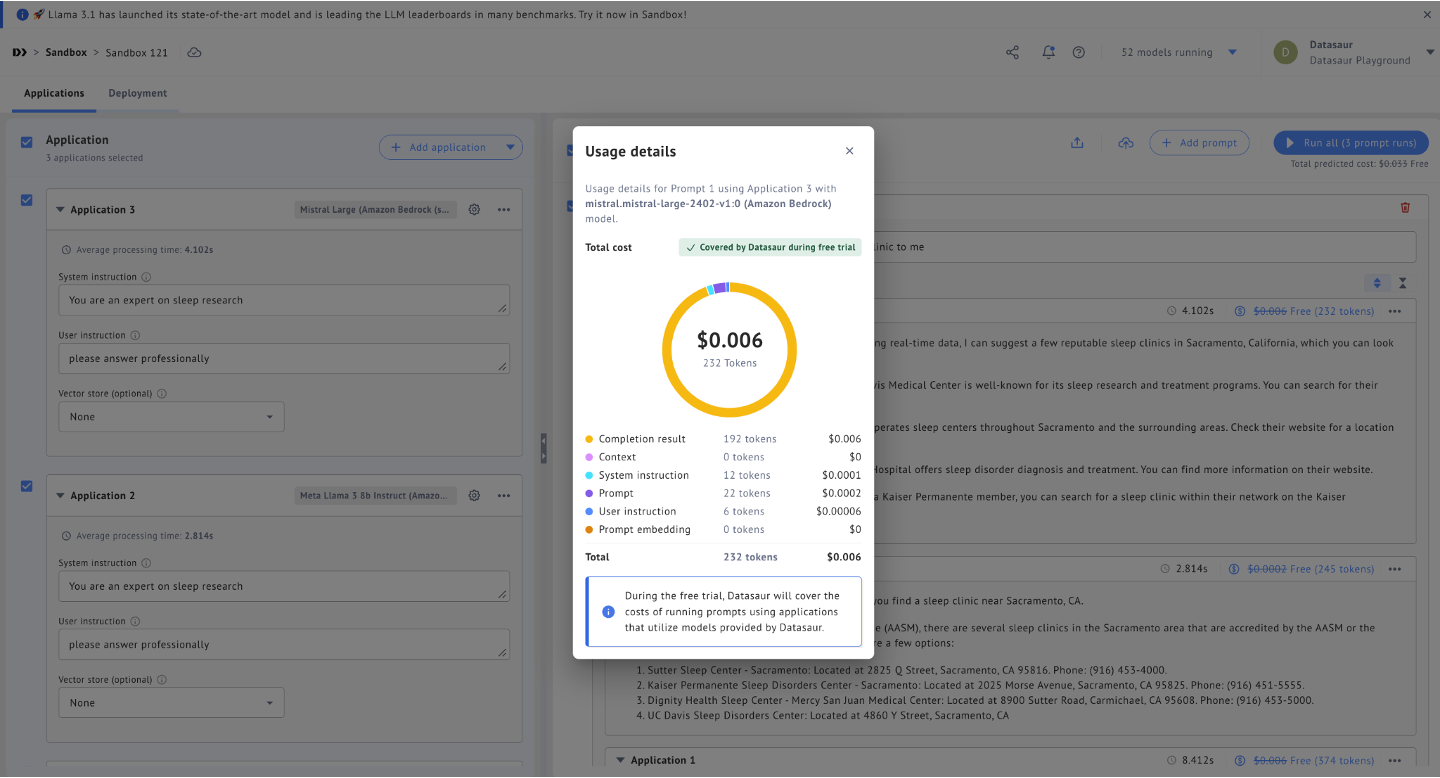 🚀 Llama 3.1 has launched its state-of-the-art model and is leading the LLM leaderboards in many benchmarks. Try it now in Sandbox!
> Sandbox > Sandbox 121
52 models running
D
Datasaur
Datasaur Playground
Applications
Deployment
Application
3 applications selected
+ Add application
Application 3
Mistral Large (Amazon Bedrock (s...
Average processing time: 4.102s
System instruction
You are an expert on sleep research
User instruction
please answer professionally
Vector store (optional)
None
Application 2
Meta Llama 3 8b Instruct (Amazo...
Average processing time: 2.814s
System instruction
You are an expert on sleep research
User instruction
please answer professionally
Vector store (optional)
None
Usage details
Usage details for Prompt 1 using Application 3 with
mistral.mistral-large-2402-v1:0 (Amazon Bedrock)
model.
Total cost
Covered by Datasaur during free trial
$0.006
232 Tokens
Completion result 192 tokens $0.006
Context 0 tokens $0
System instruction 12 tokens $0.0001
Prompt 22 tokens $0.0002
User instruction 6 tokens $0.00006
Prompt embedding 0 tokens $0
Total 232 tokens $0.006
During the free trial, Datasaur will cover the
costs of running prompts using applications
that utilize models provided by Datasaur.
+ Add prompt
Run all (3 prompt runs)
Total predicted cost: $0.033 Free
linic to me
4.102s
$0.006 Free (232 tokens)
ng real-time data, I can suggest a few reputable sleep clinics in Sacramento, California, which you can look
vis Medical Center is well-known for its sleep research and treatment programs. You can search for their
perates sleep centers throughout Sacramento and the surrounding areas. Check their website for a location
Hospital offers sleep disorder diagnosis and treatment. You can find more information on their website.
a Kaiser Permanente member, you can search for a sleep clinic within their network on the Kaiser
2.814s
$0.0002 Free (245 tokens)
you find a sleep clinic near Sacramento, CA.
e (AASM), there are several sleep clinics in the Sacramento area that are accredited by the AASM or the
re a few options:
1. Sutter Sleep Center - Sacramento: Located at 2825 Q Street, Sacramento, CA 95816. Phone: (916) 453-4000.
2. Kaiser Permanente Sleep Disorders Center - Sacramento: Located at 2025 Morse Avenue, Sacramento, CA 95825. Phone: (916) 451-5555.
3. Dignity Health Sleep Center - Mercy San Juan Medical Center: Located at 8900 Sutter Road, Carmichael, CA 95608. Phone: (916) 453-5000.
4. UC Davis Sleep Disorders Center: Located at 4860 Y Street, Sacramento, CA
Application 1
8.412s
$0.006 Free (374 tokens)